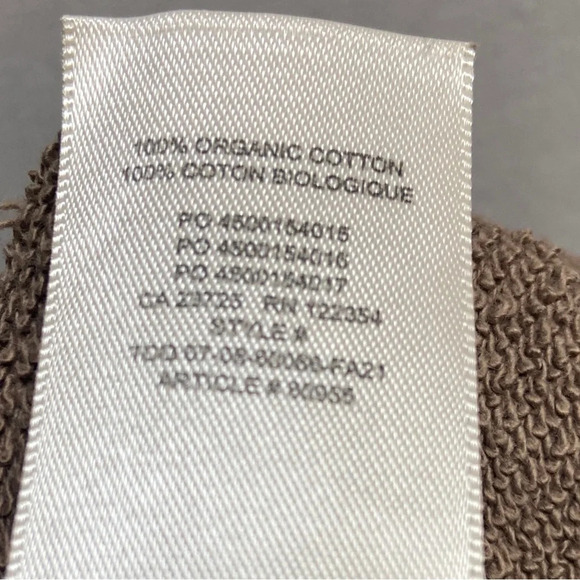 100% ORGANIC COTTON
100% COTON BIOLOGIQUE
PO 4500154015
PO 4500154016
PO 4500154017
CA 23725 RN 122354
STYLE #
TOD 07-08-80066-FA21
ARTICLE # 80955